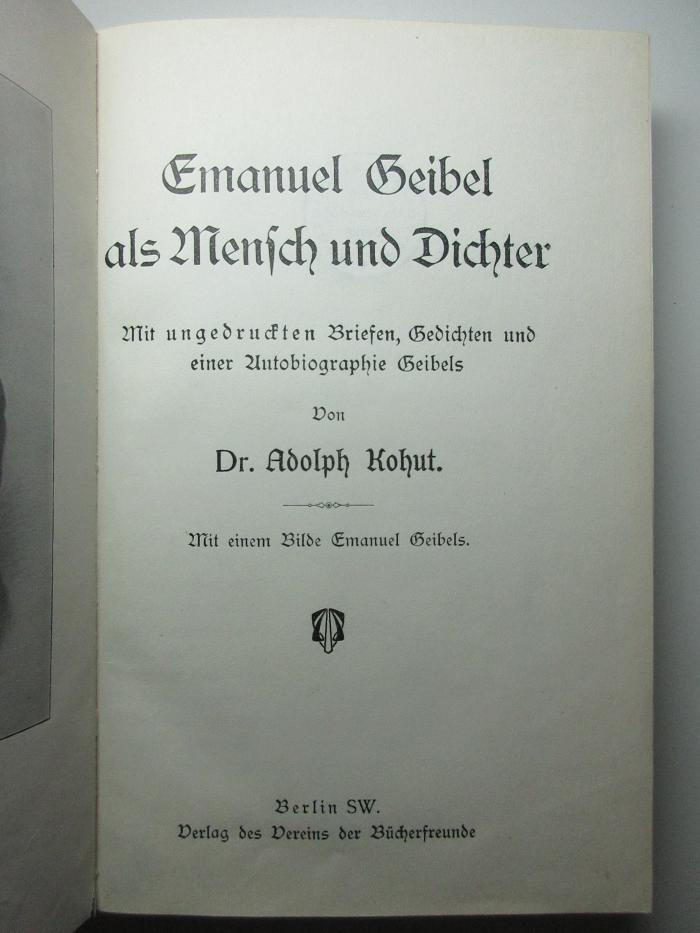 Emanuel Geibel
als Menſch und Dichter
Mit ungedruckten Briefen, Gedichten und
einer Autobiographie Geibels
Von
Dr. Adolph Kohut.
Mit einem Bilde Emanuel Geibels.
Berlin SW.
Verlag des Vereins der Bücherfreunde